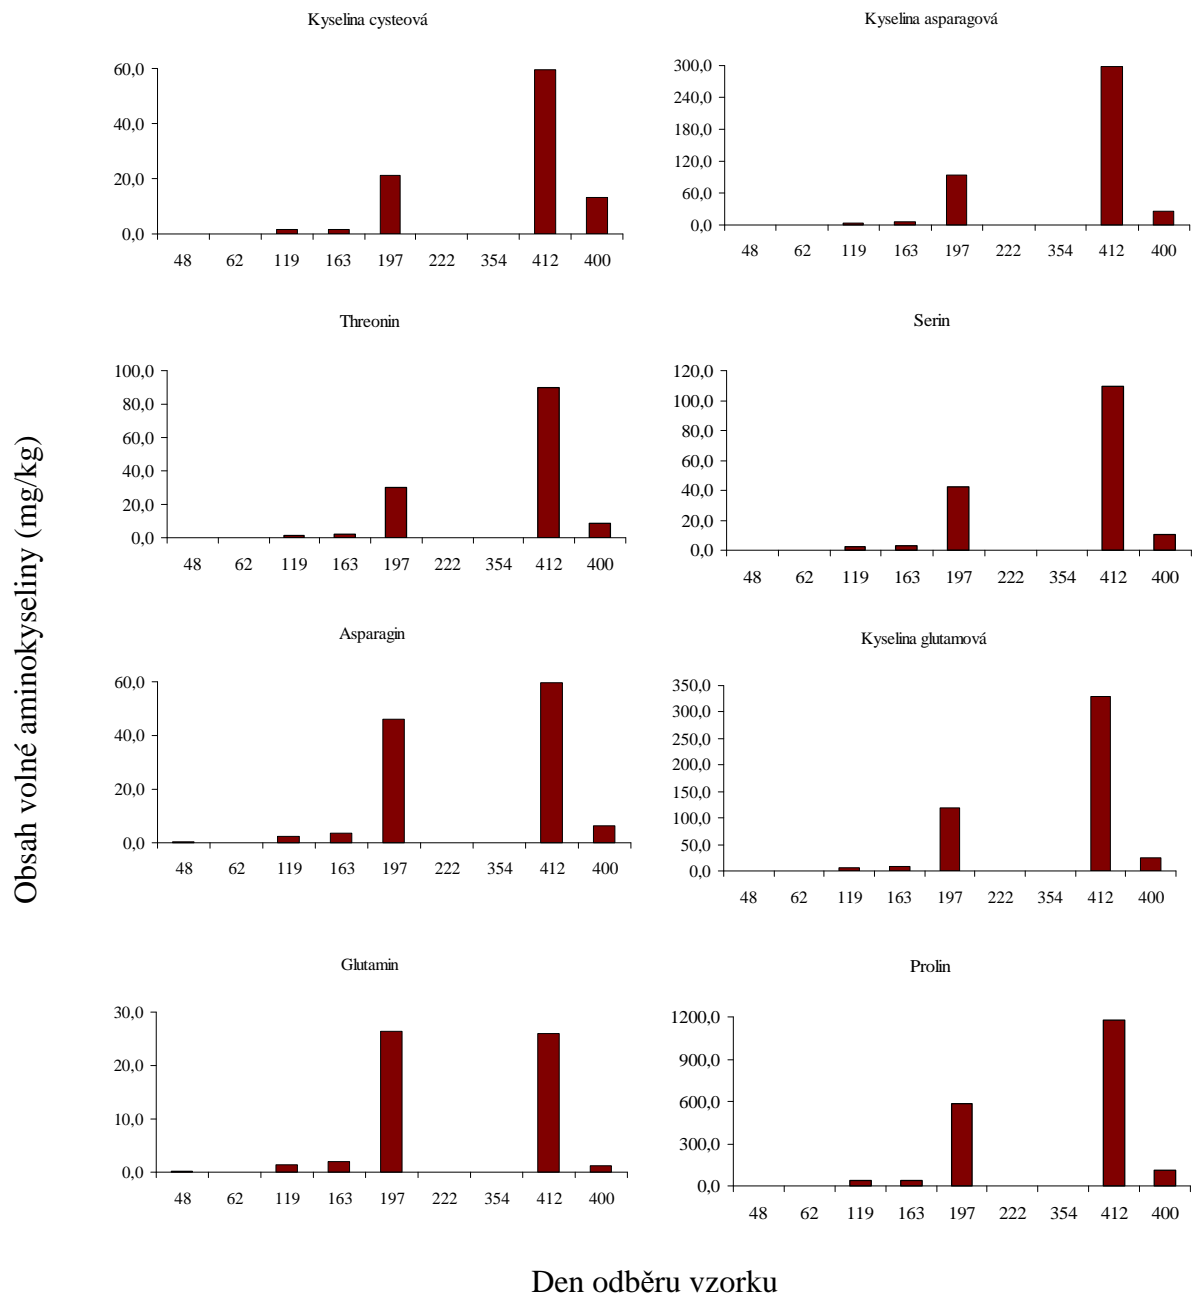 Kyselina cysteová
60,0
40,0
20,0
0,0
48 62 119 163 197 222 354 412 400
Kyselina asparagová
300,0
240,0
180,0
120,0
60,0
0,0
48 62 119 163 197 222 354 412 400
Threonin
100,0
80,0
60,0
40,0
20,0
0,0
48 62 119 163 197 222 354 412 400
Serin
120,0
100,0
80,0
60,0
40,0
20,0
0,0
48 62 119 163 197 222 354 412 400
Obsah volné aminokyseliny (mg/kg)
Asparagin
60,0
40,0
20,0
0,0
48 62 119 163 197 222 354 412 400
Kyselina glutamová
350,0
300,0
250,0
200,0
150,0
100,0
50,0
0,0
48 62 119 163 197 222 354 412 400
Glutamin
30,0
20,0
10,0
0,0
48 62 119 163 197 222 354 412 400
Prolin
1200,0
900,0
600,0
300,0
0,0
48 62 119 163 197 222 354 412 400
Den odběru vzorku